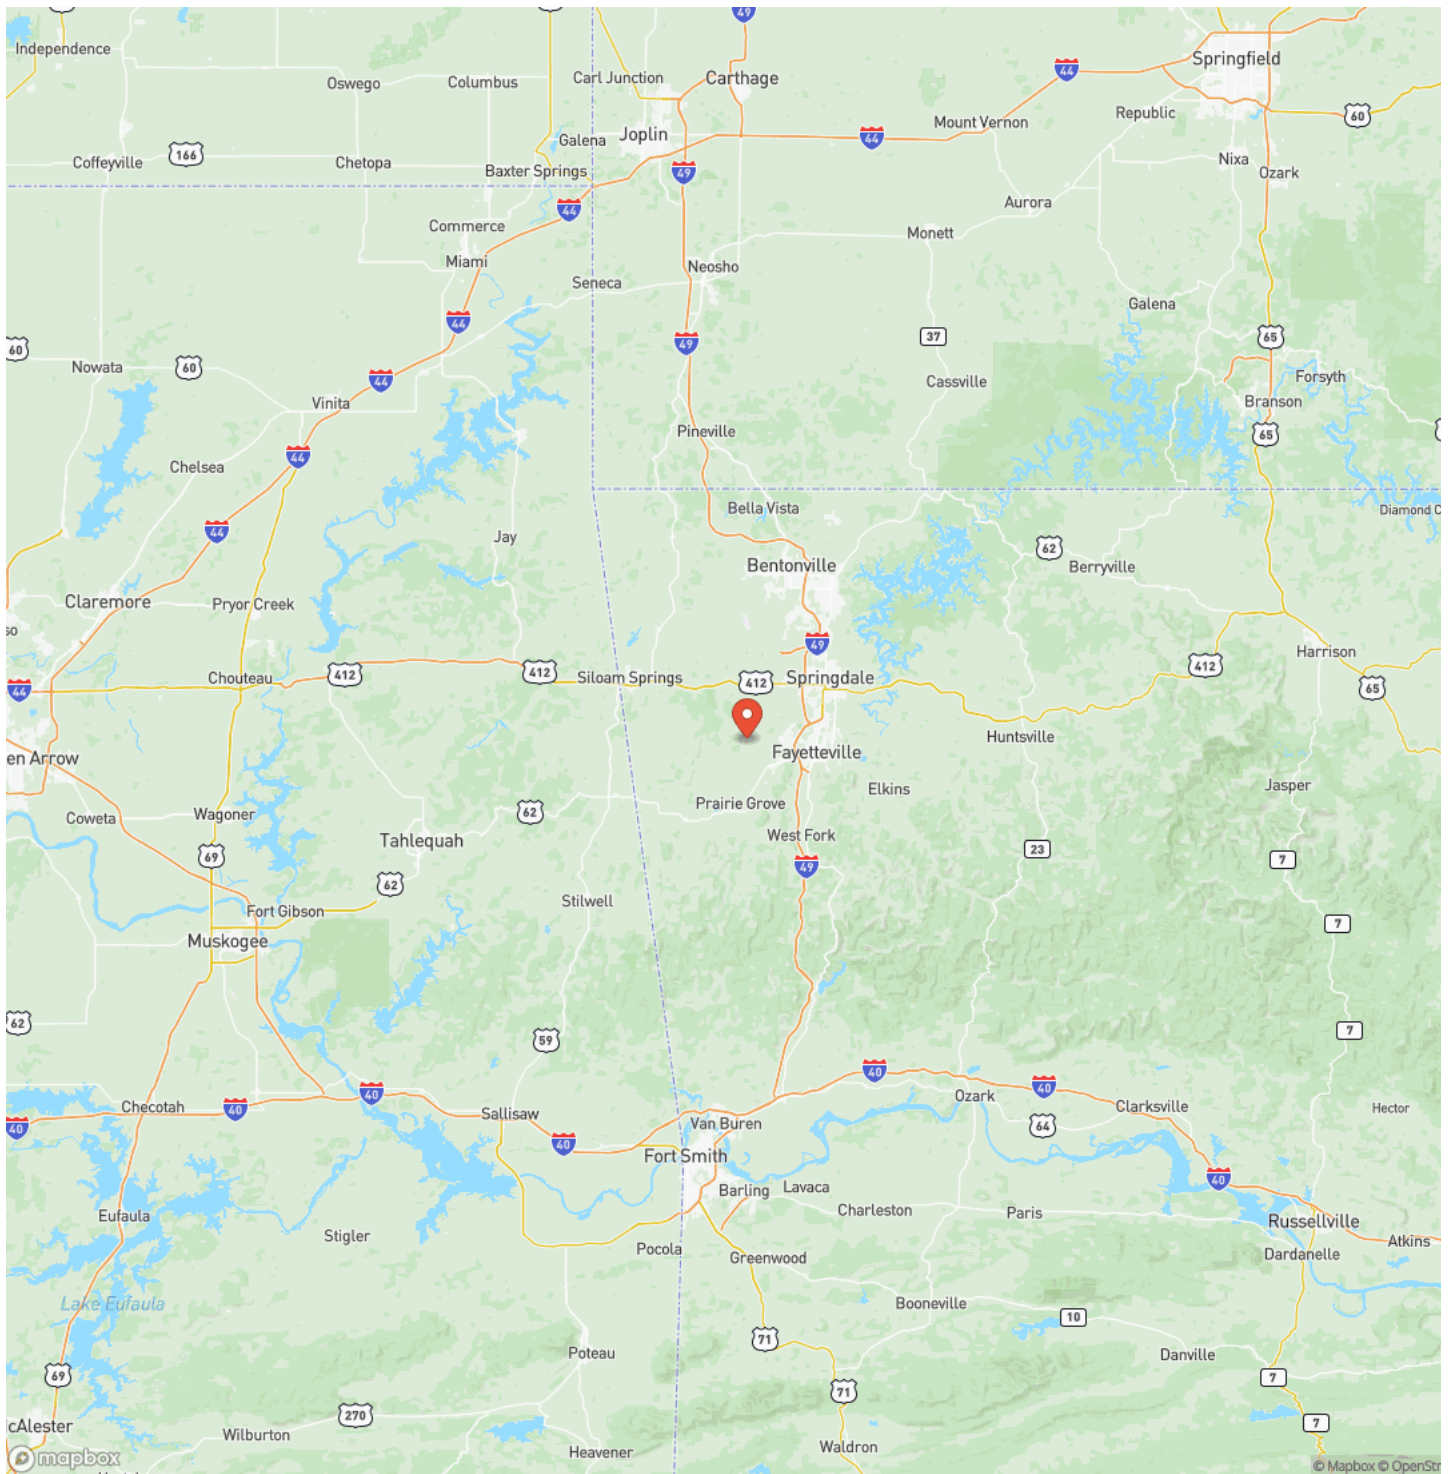 49
Independence
Springfield
44
Oswego
Columbus
Carl Junction
Carthage
Republic
60
Mount Vernon
Joplin
44
Galena
166
Coffeyville
Chetopa
Baxter Springs
49
Nixa
Ozark
44
Aurora
Commerce
Monett
Miami
Neosho
Seneca
Galena
44
37
65
49
60
Nowata
60
44
Cassville
Forsyth
Vinita
Branson
Pineville
65
44
Chelsea
Bella Vista
Diamond C
44
Jay
62
Bentonville
Berryville
Claremore
Pryor Creek
so
49
Harrison
412
412
412
Chouteau
Siloam Springs
412
Springdale
65
44
Huntsville
en Arrow
Fayetteville
Jasper
Elkins
Coweta
Wagoner
62
Prairie Grove
West Fork
Tahlequah
23
69
49
7
62
Stilwell
Fort Gibson
7
Muskogee
62
59
7
40
40
40
Ozark
Checotah
40
Sallisaw
Clarksville
Hector
40
Van Buren
64
40
Fort Smith
40
Barling
Lavaca
Charleston
Paris
Eufaula
Russellville
Stigler
Pocola
Greenwood
Dardanelle
Atkins
Lake Eufaula
Booneville
10
71
Poteau
Danville
69
7
71
270
cAlester
Wilburton
7
Waldron
Heavener
mapbox
© Mapbox © OpenStr